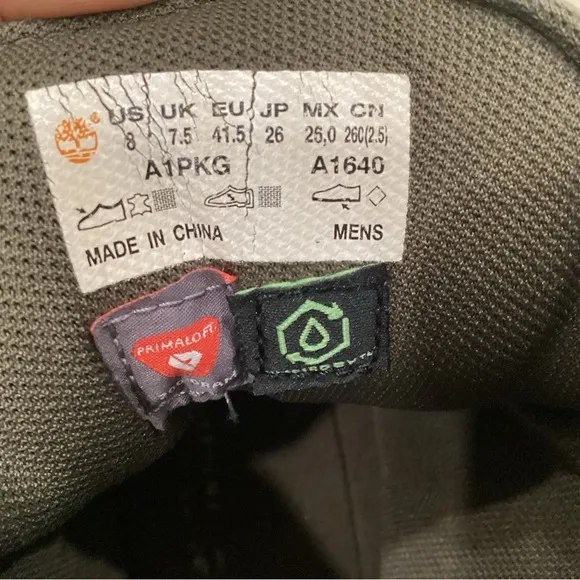 US UK EU JP MX CN
8 7.5 41.5 26 26,0 260(2.5)
A1PKG A1640
MADE IN CHINA MENS
PRIMALOFT